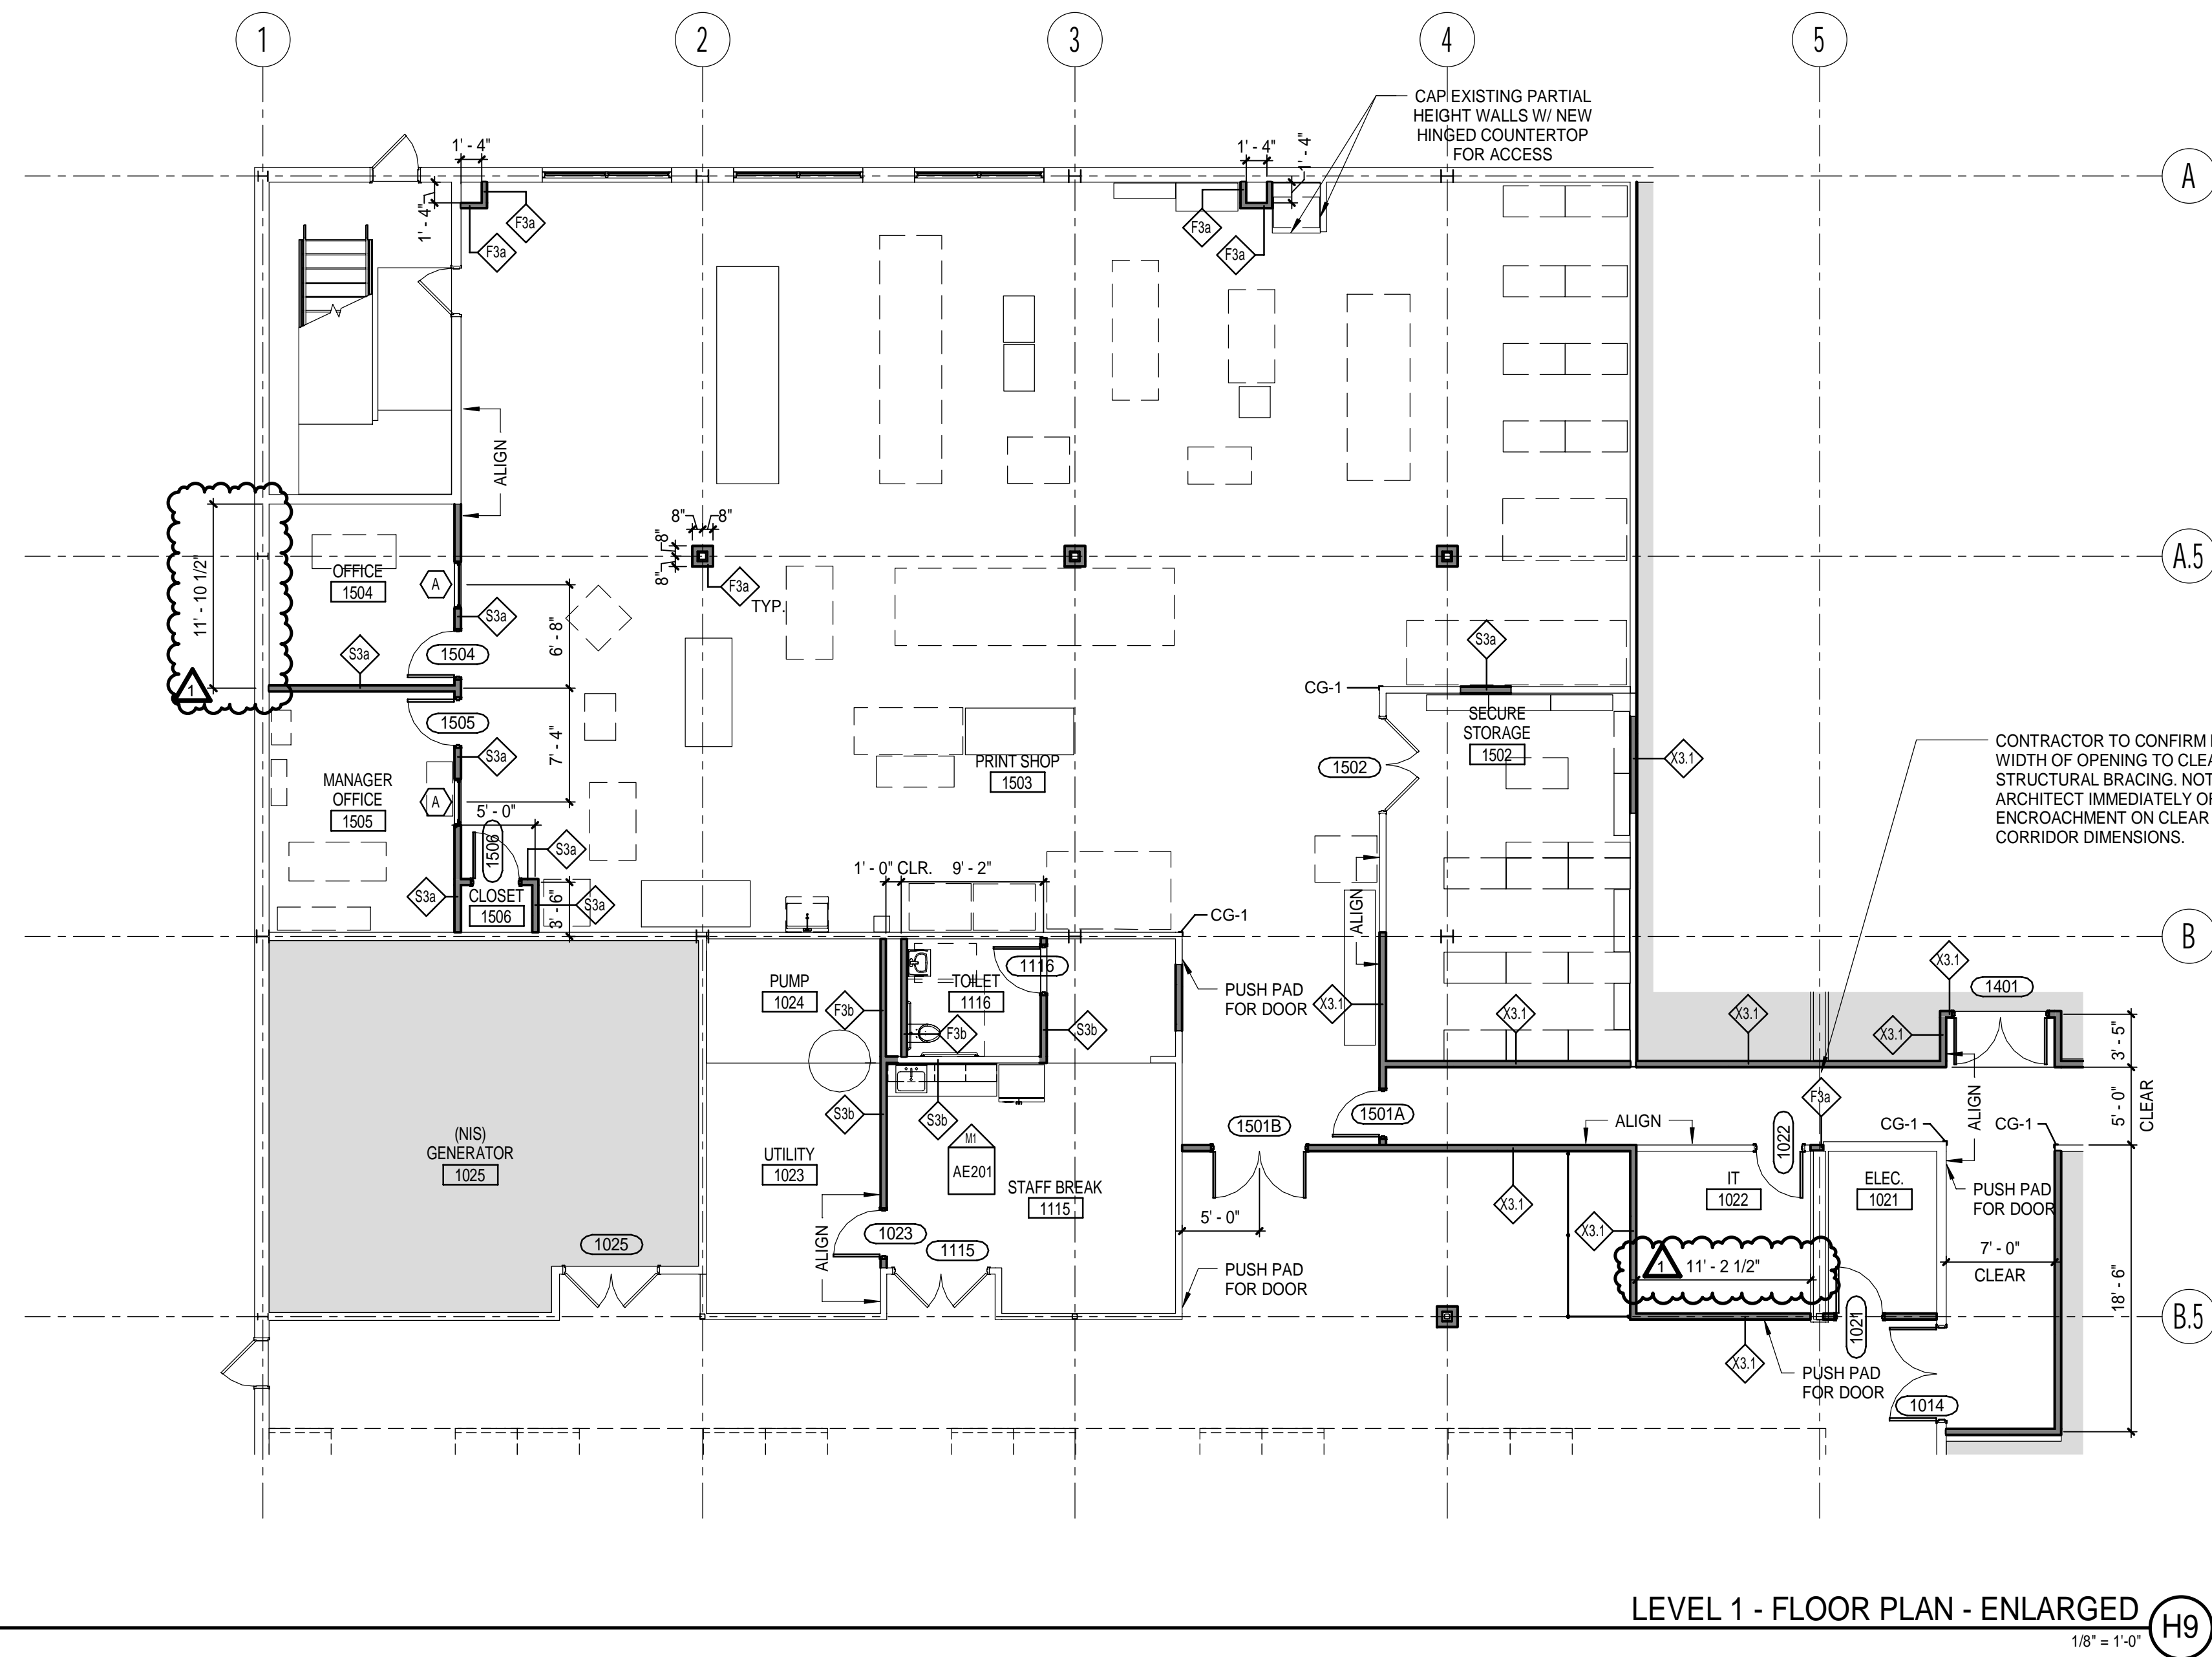 1
2
3
4
5
CAP EXISTING PARTIAL
HEIGHT WALLS W/ NEW
HINGED COUNTERTOP
FOR ACCESS
1' - 4"
1' - 4"
1' - 4"
1' - 4"
A
F3a
F3a
F3a
F3a
ALIGN
8"
8"
8"
8"
A.5
F3a
TYP.
11' - 10 1/2"
1
OFFICE
1504
A
S3a
S3a
1504
6' - 8"
S3a
CG-1
1505
S3a
7' - 4"
MANAGER
OFFICE
1505
A
5' - 0"
PRINT SHOP
1503
1502
SECURE
STORAGE
1502
X3.1
CONTRACTOR TO CONFIRM
WIDTH OF OPENING TO CLEA
STRUCTURAL BRACING. NOT
ARCHITECT IMMEDIATELY OF
ENCROACHMENT ON CLEAR
CORRIDOR DIMENSIONS.
1506
S3a
S3a
CLOSET
1506
S3a
3' - 6"
1' - 0" CLR.
9' - 2"
CG-1
ALIGN
B
PUMP
1024
F3b
TOILET
1116
1116
F3b
S3b
PUSH PAD
FOR DOOR
X3.1
X3.1
X3.1
X3.1
X3.1
1401
3' - 5"
S3b
S3b
M1
AE201
1501B
1501A
ALIGN
F3a
1022
CG-1
CG-1
ALIGN
5' - 0"
CLEAR
(NIS)
GENERATOR
1025
UTILITY
1023
STAFF BREAK
1115
X3.1
IT
1022
ELEC.
1021
PUSH PAD
FOR DOOR
5' - 0"
X3.1
1025
ALIGN
1023
1115
PUSH PAD
FOR DOOR
1
11' - 2 1/2"
7' - 0"
CLEAR
18' - 6"
B.5
1021
X3.1
PUSH PAD
FOR DOOR
1014
LEVEL 1 - FLOOR PLAN - ENLARGED
H9
1/8" = 1'-0"